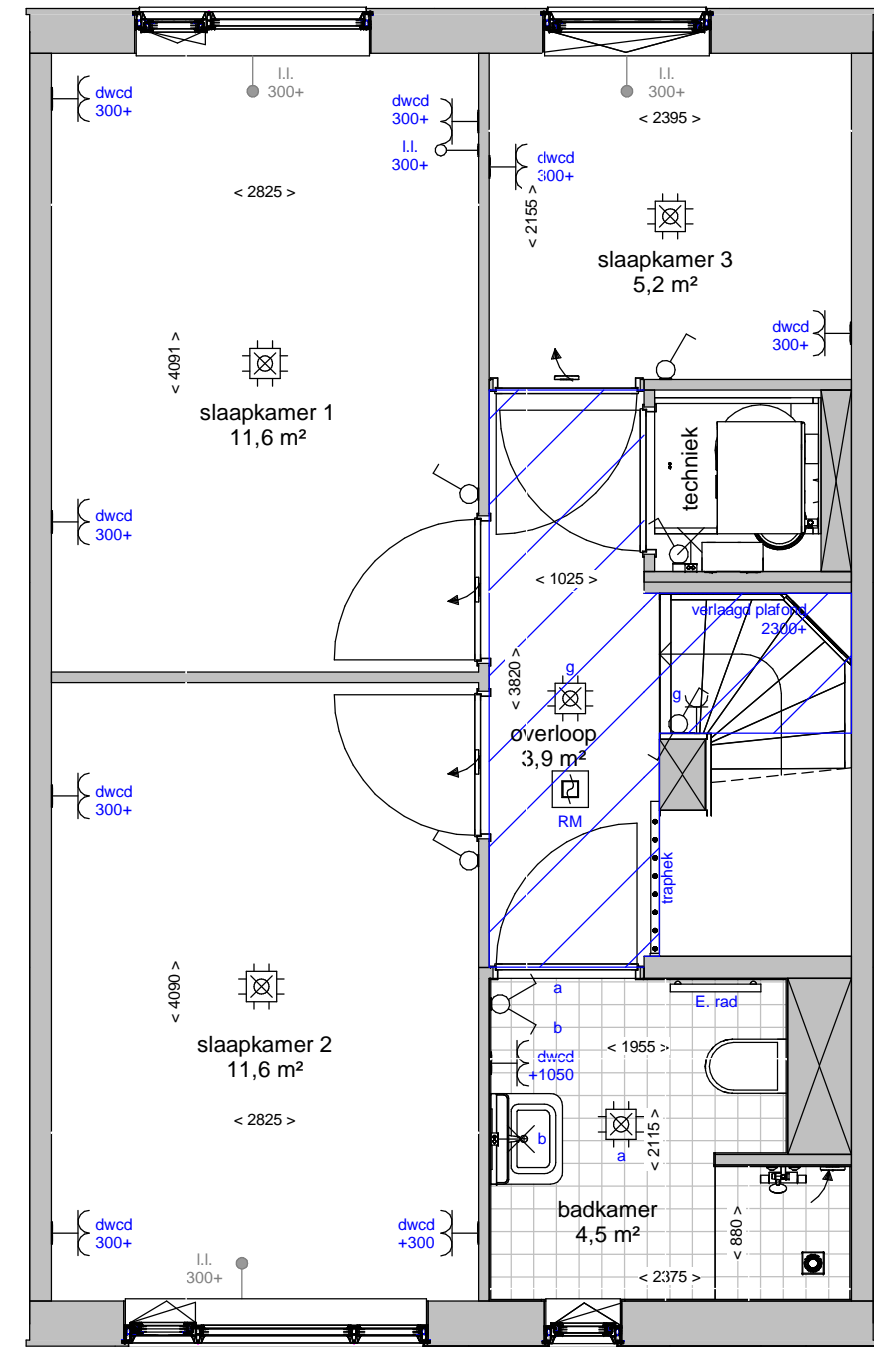 l.l.
300+
l.l.
300+
dwcd
300+
dwcd
300+
l.l.
300+
< 2395 >
dwcd
300+
< 2825 >
< 2155 >
slaapkamer 3
5,2 m²
dwcd
300+
< 4091 >
slaapkamer 1
11,6 m²
techniek
dwcd
300+
< 1025 >
verlaagd plafond
2300+
< 3820 >
g
g
overloop
3,9 m²
RM
dwcd
300+
traphek
a
E. rad
b
< 4090 >
slaapkamer 2
11,6 m²
< 1955 >
dwcd
+1050
< 2825 >
b
a
< 2115 >
badkamer
4,5 m²
dwcd
300+
dwcd
+300
< 880 >
l.l.
300+
< 2375 >